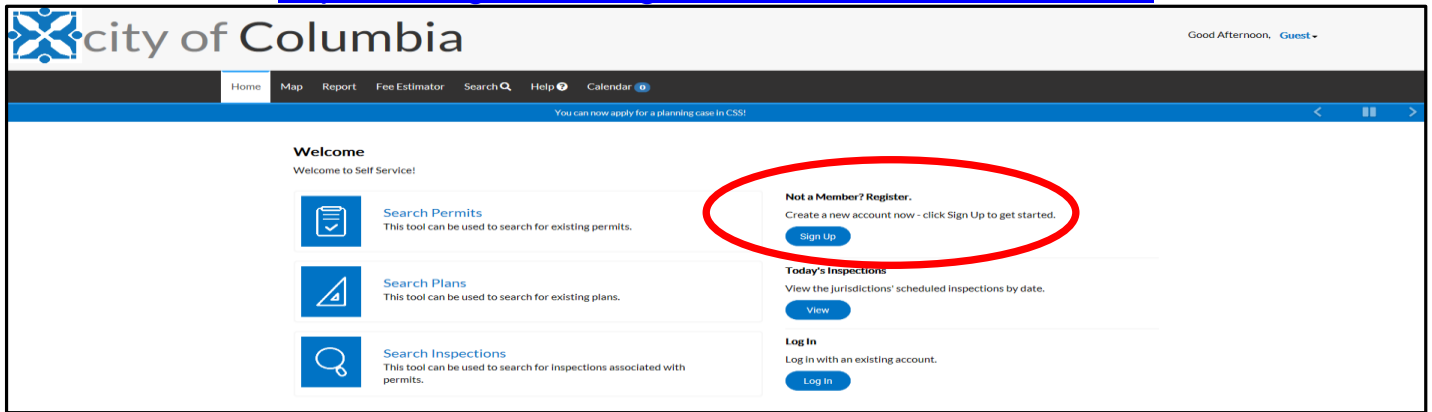 city of Columbia
Good Afternoon, Guest
Home Map Report Fee Estimator Search Help Calendar 0
You can now apply for a planning case in CSS!
Welcome
Welcome to Self Service!
Search Permits
This tool can be used to search for existing permits.
Not a Member? Register.
Create a new account now - click Sign Up to get started.
Sign Up
Search Plans
This tool can be used to search for existing plans.
Today's Inspections
View the jurisdictions' scheduled inspections by date.
View
Search Inspections
This tool can be used to search for inspections associated with
permits.
Log In
Log in with an existing account.
Log In